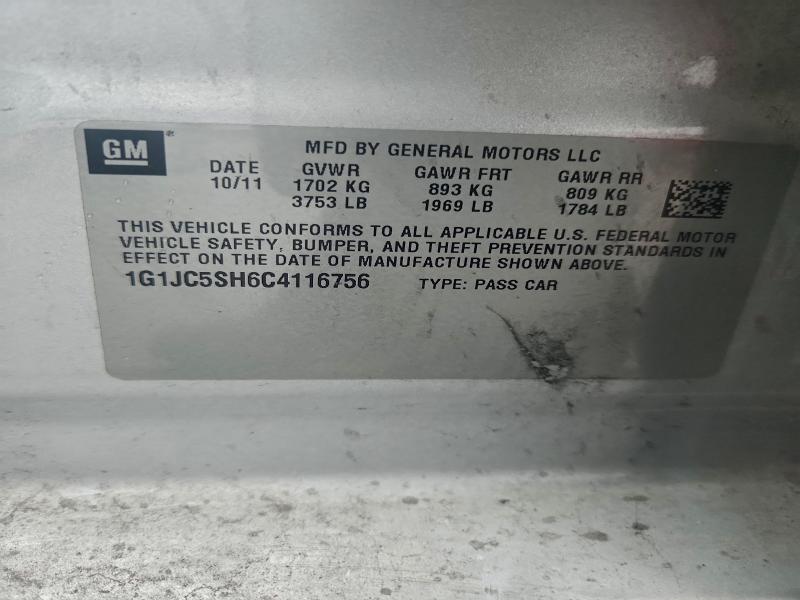 GM
MFD BY GENERAL MOTORS LLC
DATE GVWR GAWR FRT GAWR RR
10/11 1702 KG 893 KG 809 KG
3753 LB 1969 LB 1784 LB
THIS VEHICLE CONFORMS TO ALL APPLICABLE U.S. FEDERAL MOTOR
VEHICLE SAFETY, BUMPER, AND THEFT PREVENTION STANDARDS IN
EFFECT ON THE DATE OF MANUFACTURE SHOWN ABOVE.
1G1JC5SH6C4116756 TYPE: PASS CAR